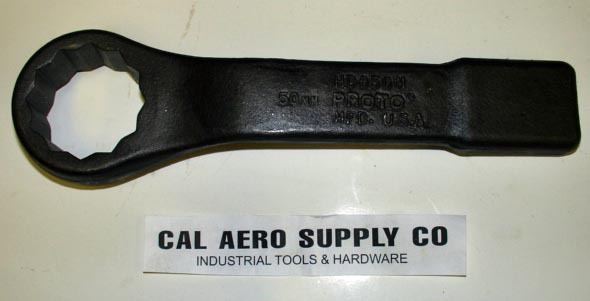 HD050M
50MM PROTO
MFD. U.S.A.
CAL AERO SUPPLY CO
INDUSTRIAL TOOLS & HARDWARE